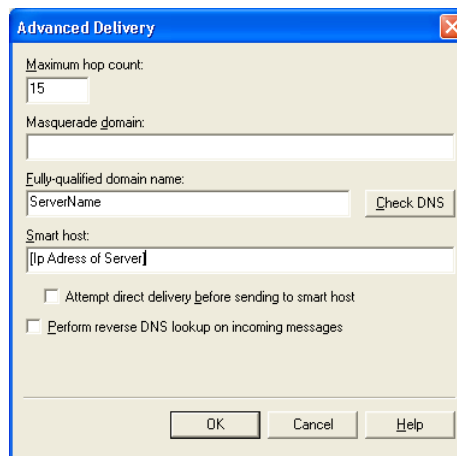 Advanced Delivery
Maximum hop count:
15
Masquerade domain:
Fully-qualified domain name:
ServerName
Check DNS
Smart host:
[Ip Adress of Server]
Attempt direct delivery before sending to smart host
Perform reverse DNS lookup on incoming messages
OK Cancel Help